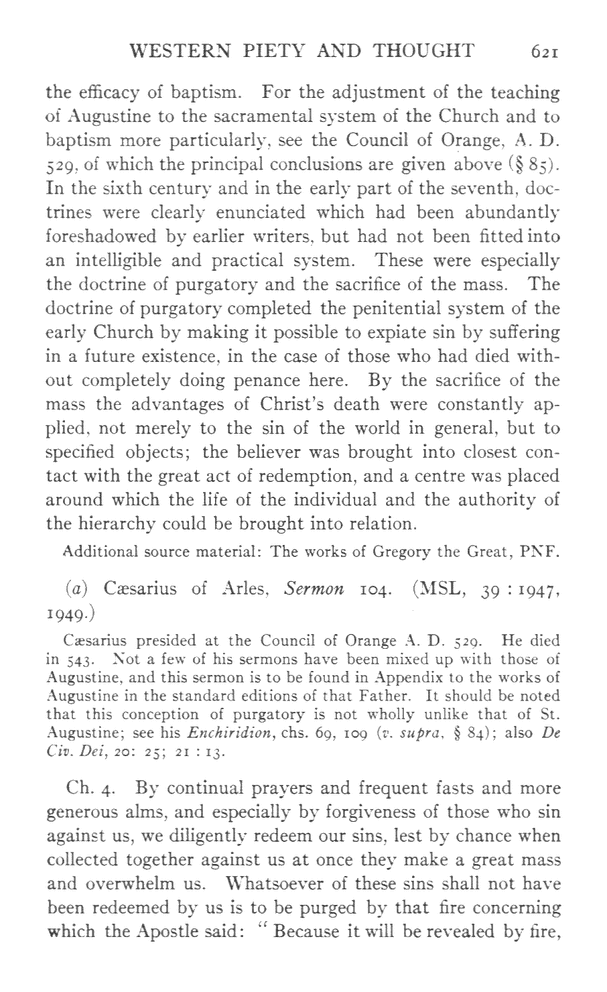 WESTERN PIETY AND THOUGHT 621
the efficacy of baptism. For the adjustment of the teaching
of Augustine to the sacramental system of the Church and to
baptism more particularly, see the Council of Orange, A. D.
529, of which the principal conclusions are given above (§ 85).
In the sixth century and in the early part of the seventh, doc-
trines were clearly enunciated which had been abundantly
foreshadowed by earlier writers, but had not been fitted into
an intelligible and practical system. These were especially
the doctrine of purgatory and the sacrifice of the mass. The
doctrine of purgatory completed the penitential system of the
early Church by making it possible to expiate sin by suffering
in a future existence, in the case of those who had died with-
out completely doing penance here. By the sacrifice of the
mass the advantages of Christ's death were constantly ap-
plied, not merely to the sin of the world in general, but to
specified objects; the believer was brought into closest con-
tact with the great act of redemption, and a centre was placed
around which the life of the individual and the authority of
the hierarchy could be brought into relation.
Additional source material: The works of Gregory the Great, PNF.
(a) Cæsarius of Arles, Sermon 104. (MSL, 39 : 1947,
1949.)
Cæsarius presided at the Council of Orange A. D. 529. He died
in 543. Not a few of his sermons have been mixed up with those of
Augustine, and this sermon is to be found in Appendix to the works of
Augustine in the standard editions of that Father. It should be noted
that this conception of purgatory is not wholly unlike that of St.
Augustine; see his Enchiridion, chs. 69, 109 (v. supra, § 84); also De
Civ. Dei, 20: 25; 21 : 13.
Ch. 4. By continual prayers and frequent fasts and more
generous alms, and especially by forgiveness of those who sin
against us, we diligently redeem our sins, lest by chance when
collected together against us at once they make a great mass
and overwhelm us. Whatsoever of these sins shall not have
been redeemed by us is to be purged by that fire concerning
which the Apostle said: “ Because it will be revealed by fire,